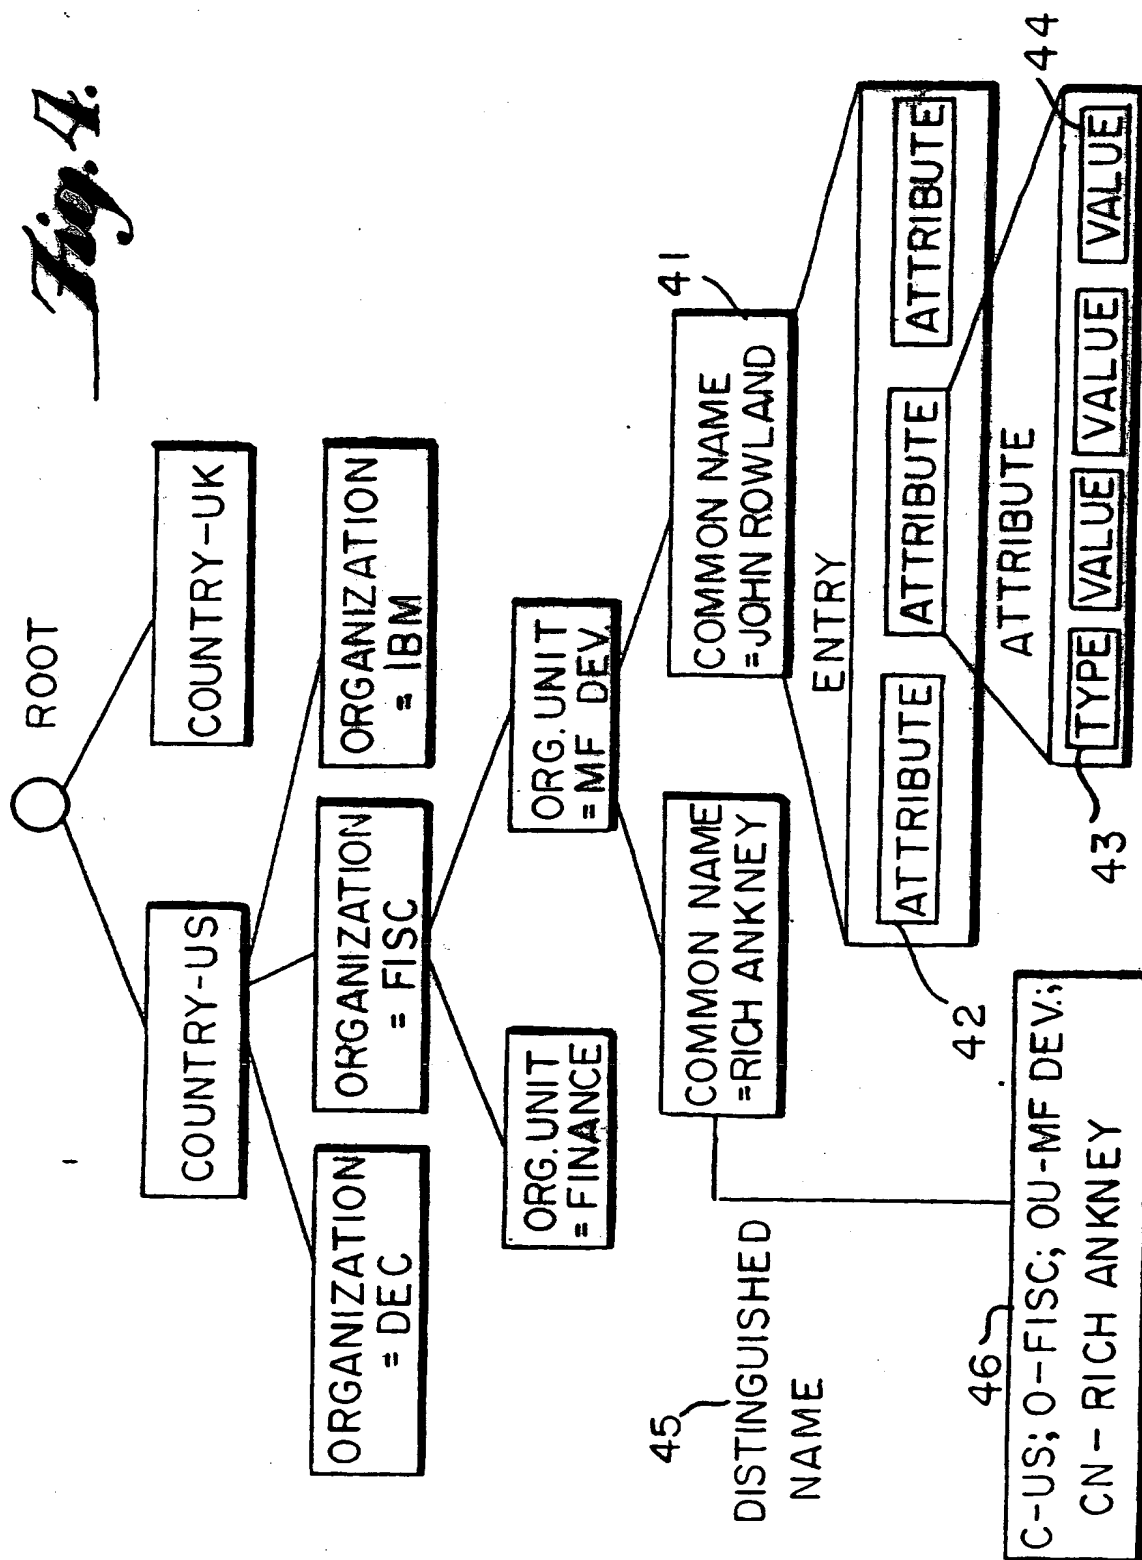 Fig. 4.
ROOT
COUNTRY-US
COUNTRY-UK
ORGANIZATION
= DEC
ORGANIZATION
= FISC
ORGANIZATION
= IBM
ORG. UNIT
=FINANCE
ORG. UNIT
=MF DEV.
COMMON NAME
=RICH ANKNEY
COMMON NAME
=JOHN ROWLAND
41
45
DISTINGUISHED
NAME
ENTRY
ATTRIBUTE
ATTRIBUTE
ATTRIBUTE
42
46
C-US; O-FISC; OU-MF DEV.;
CN - RICH ANKNEY
ATTRIBUTE
TYPE
VALUE
VALUE
VALUE
43
44